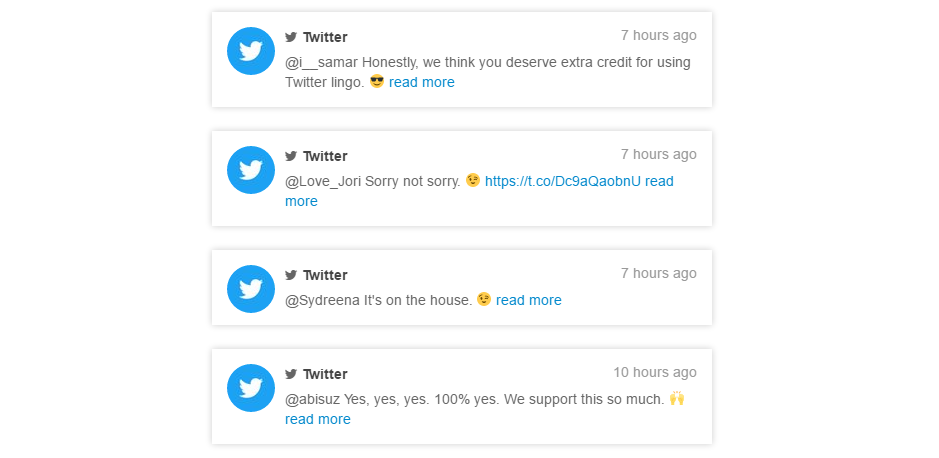 Twitter 7 hours ago
@i__samar Honestly, we think you deserve extra credit for using
Twitter lingo. 😎 read more
Twitter 7 hours ago
@Love_Jori Sorry not sorry. 😉 https://t.co/Dc9aQaobnU read
more
Twitter 7 hours ago
@Sydreena It's on the house. 😉 read more
Twitter 10 hours ago
@abisuz Yes, yes, yes. 100% yes. We support this so much. 🙌
read more